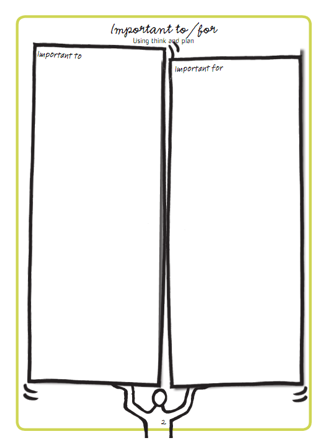 Important to/for
Using think and plan
Important to
Important for
2